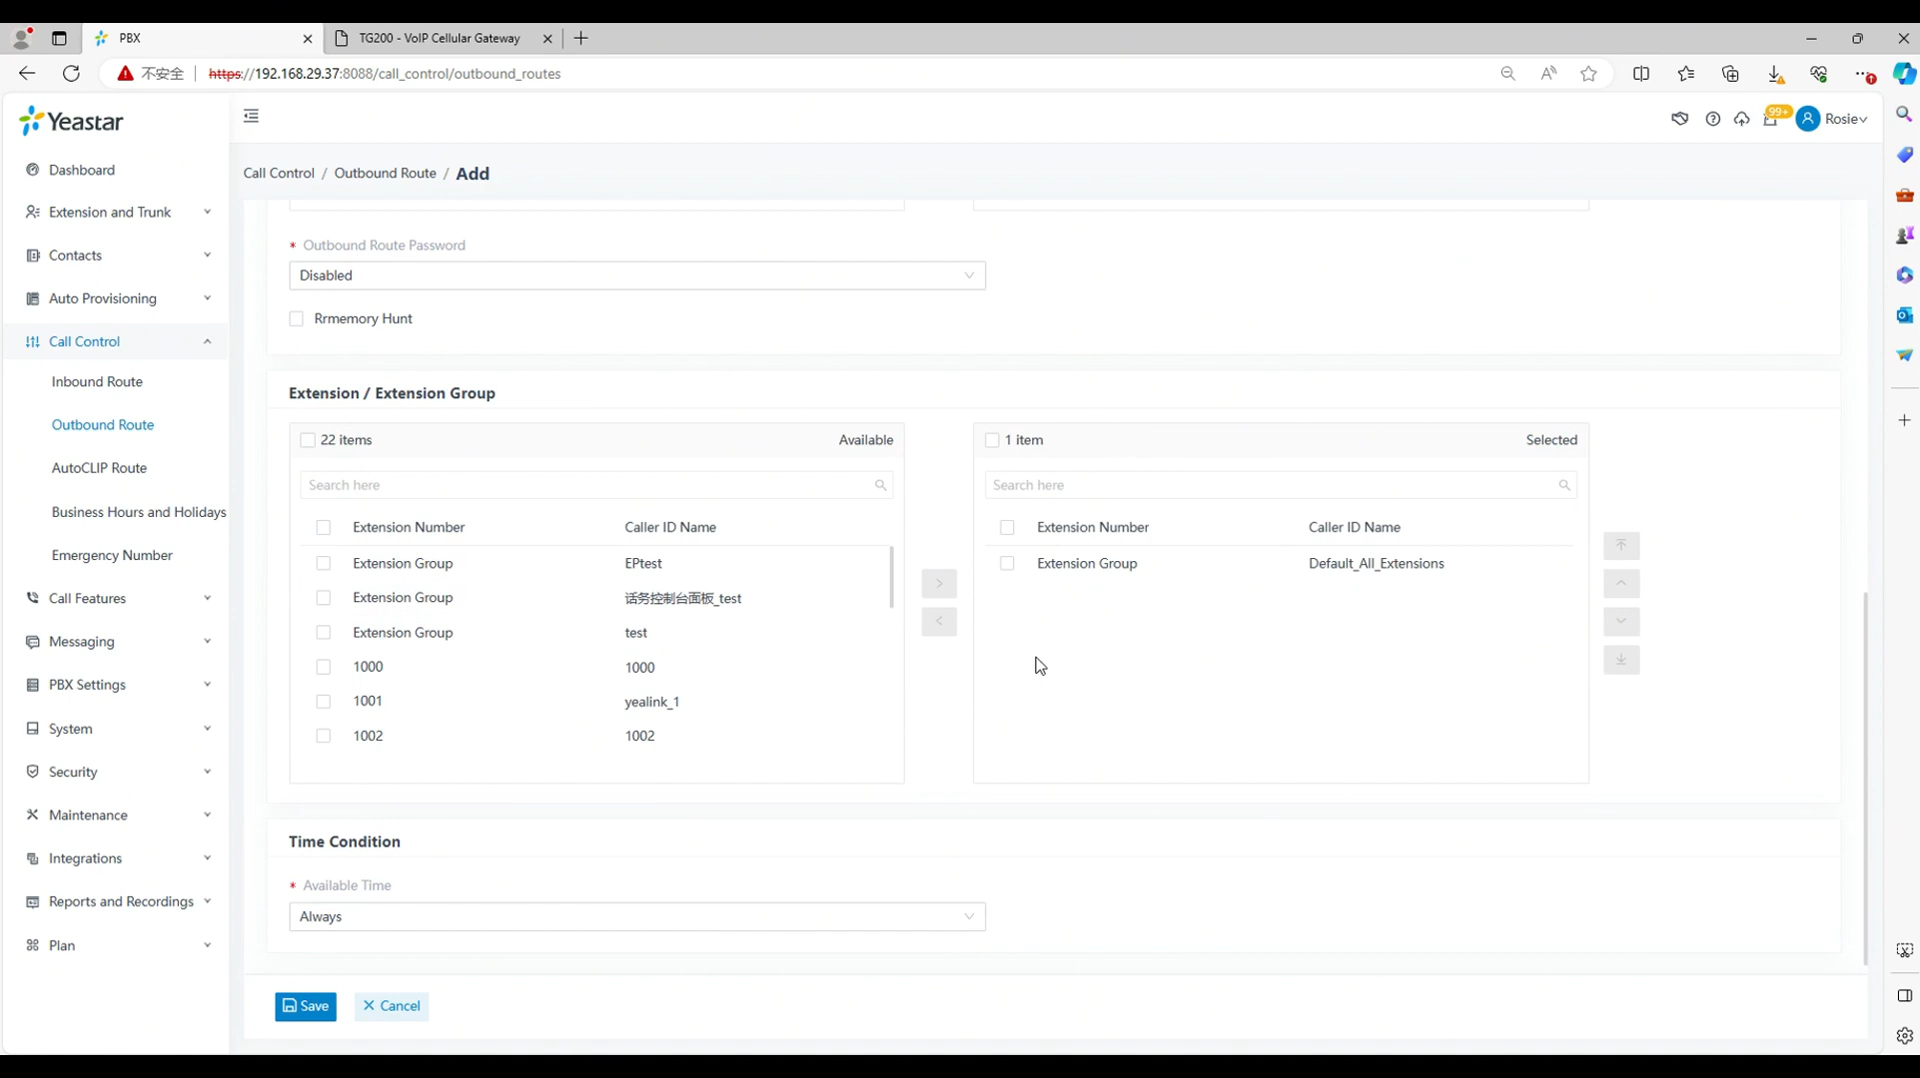 PBX
TG200 - VoIP Cellular Gateway
不安全
https://192.168.29.37:8088/call_control/outbound_routes
Yeastar
99+
Rosie
Dashboard
Extension and Trunk
Contacts
Auto Provisioning
Call Control
Inbound Route
Outbound Route
AutoCLIP Route
Business Hours and Holidays
Emergency Number
Call Features
Messaging
PBX Settings
System
Security
Maintenance
Integrations
Reports and Recordings
Plan
Call Control / Outbound Route / Add
* Outbound Route Password
Disabled
Rrmemory Hunt
Extension / Extension Group
22 items Available
Search here
Extension Number Caller ID Name
Extension Group EPtest
Extension Group 话务控制台面板_test
Extension Group test
1000 1000
1001 yealink_1
1002 1002
1 item Selected
Search here
Extension Number Caller ID Name
Extension Group Default_All_Extensions
Time Condition
* Available Time
Always
Save
Cancel